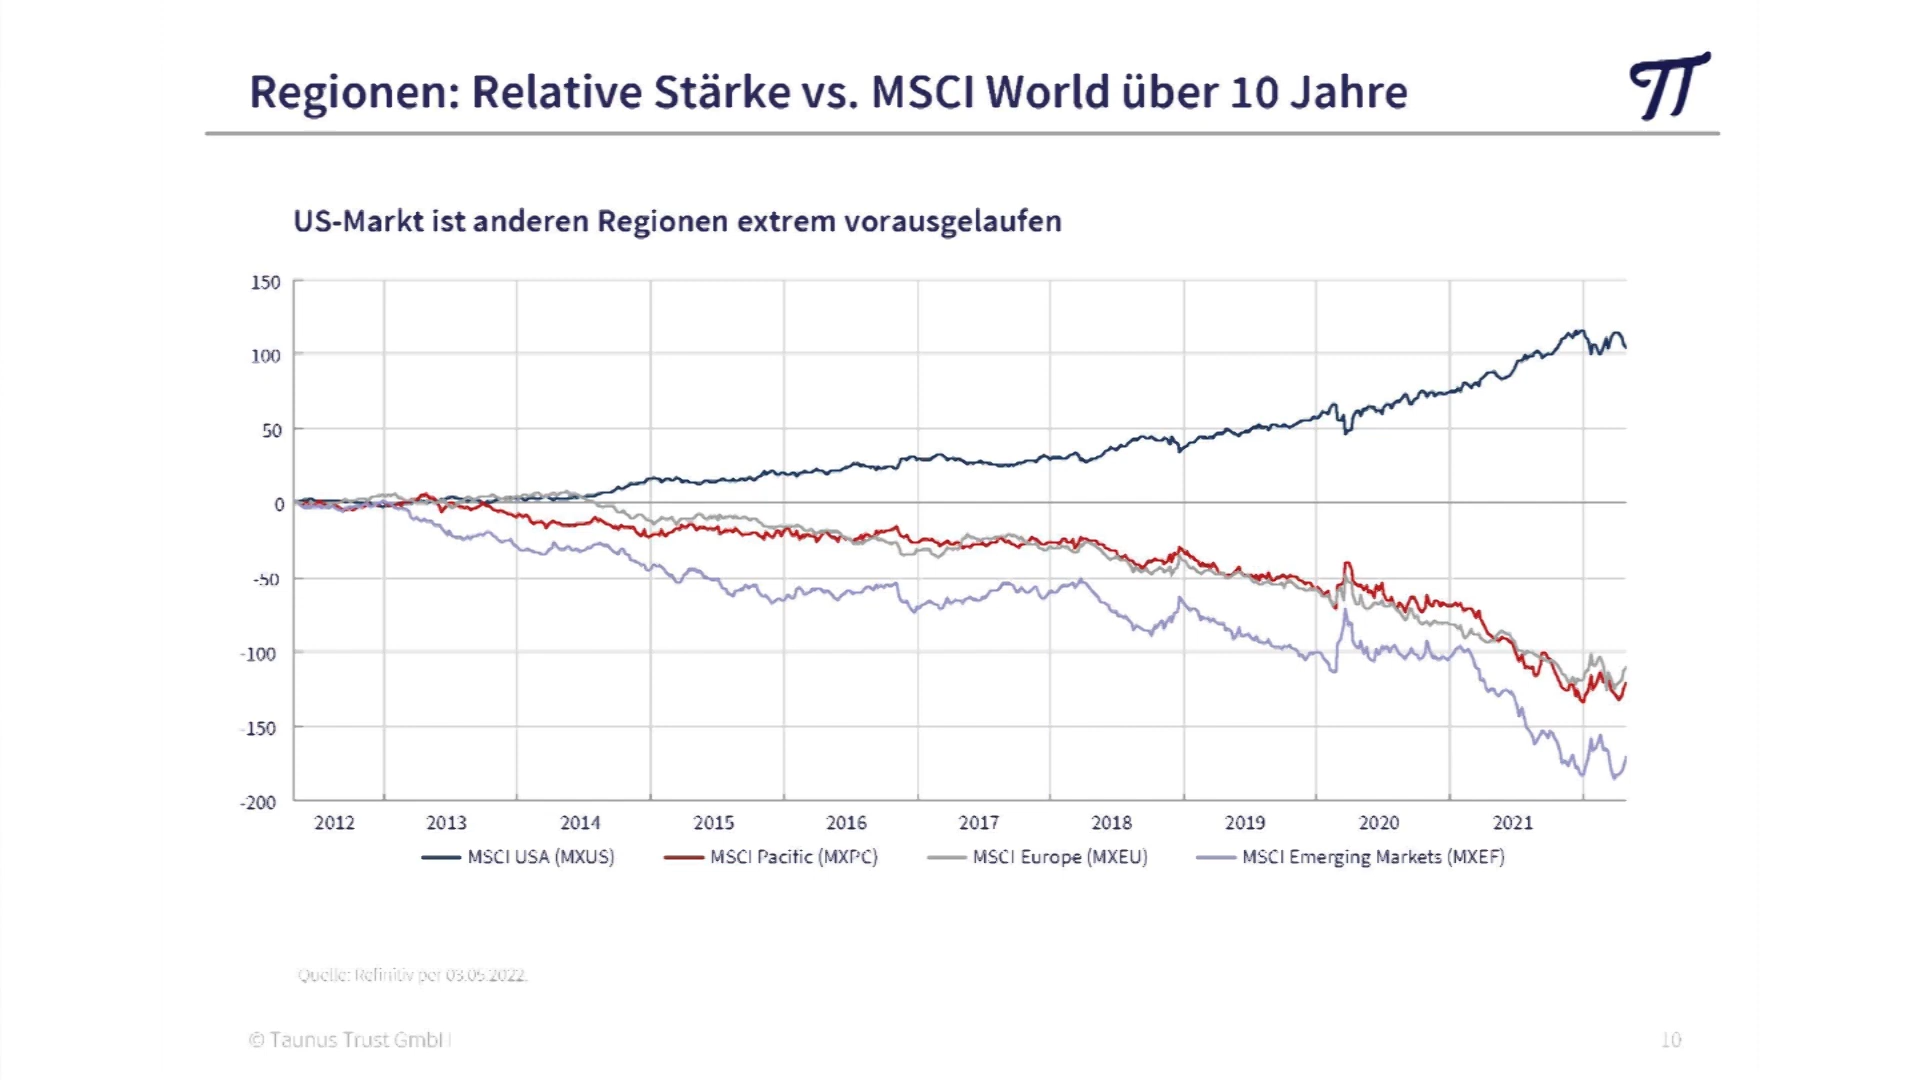 Regionen: Relative Stärke vs. MSCI World über 10 Jahre
US-Markt ist anderen Regionen extrem vorausgelaufen
150
100
50
0
-50
-100
-150
-200
2012 2013 2014 2015 2016 2017 2018 2019 2020 2021
MSCI USA (MXUS) MSCI Pacific (MXPC) MSCI Europe (MXEU) MSCI Emerging Markets (MXEF)
Quelle: Refinitiv per 03.05.2022.
© Taunus Trust GmbH
10